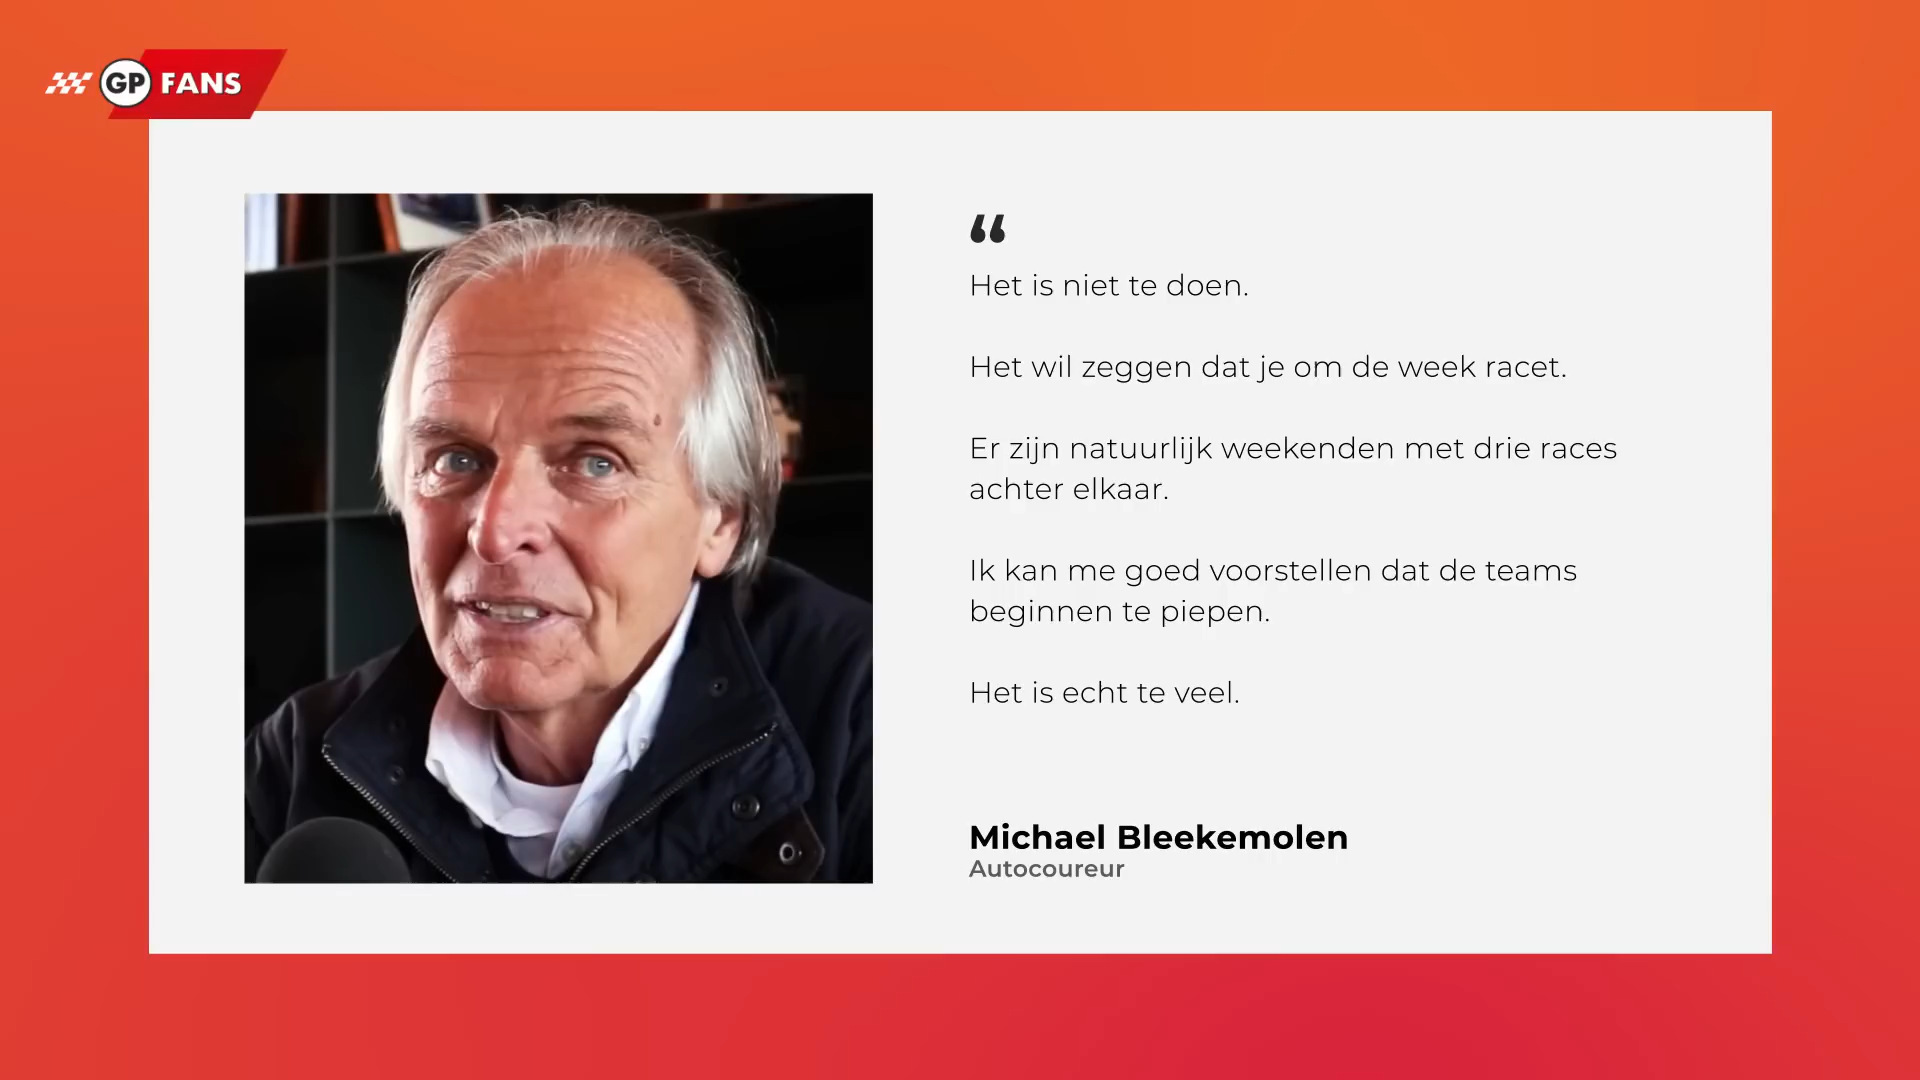 GP FANS
“
Het is niet te doen.
Het wil zeggen dat je om de week racet.
Er zijn natuurlijk weekenden met drie races
achter elkaar.
Ik kan me goed voorstellen dat de teams
beginnen te piepen.
Het is echt te veel.
Michael Bleekemolen
Autocoureur